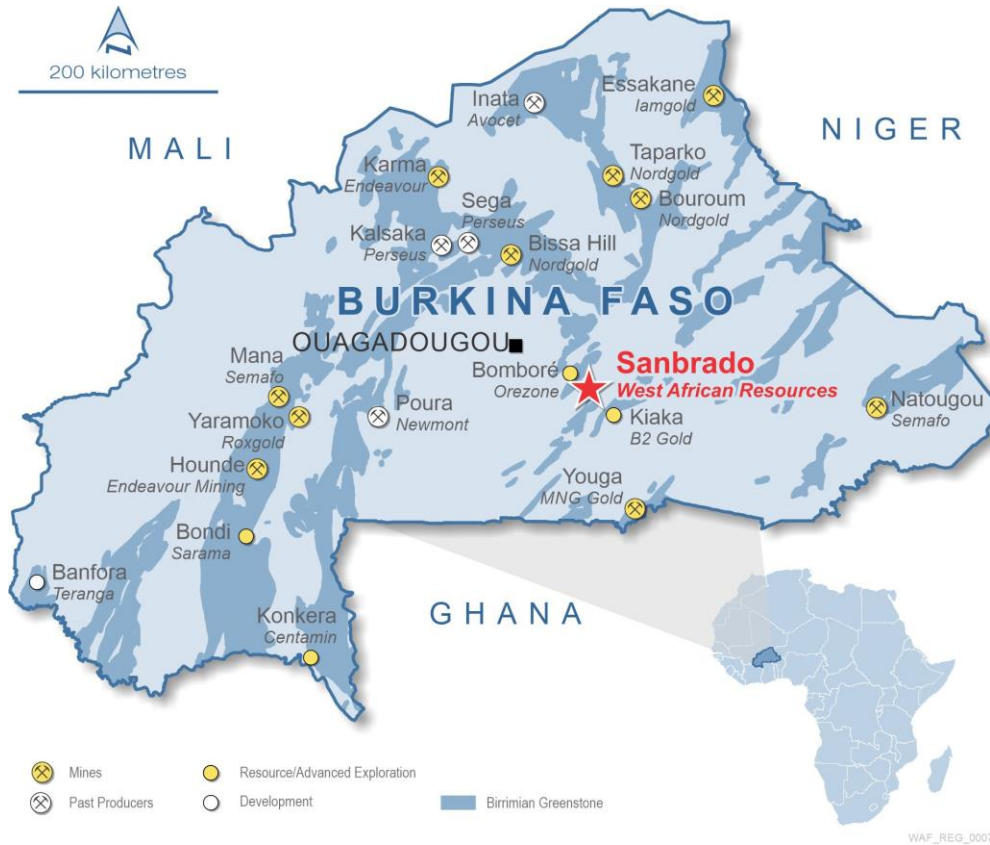 200 kilometres
MALI
NIGER
GHANA
Inata
Avocet
Essakane
Iamgold
Karma
Endeavour
Taparko
Nordgold
Bouroum
Nordgold
Sega
Perseus
Kalsaka
Perseus
Bissa Hill
Nordgold
BURKINA FASO
OUAGADOUGOU
Mana
Semafo
Bomboré
Orezone
Sanbrado
West African Resources
Yaramoko
Roxgold
Poura
Newmont
Kiaka
B2 Gold
Natougou
Semafo
Hounde
Endeavour Mining
Youga
MNG Gold
Bondi
Sarama
Banfora
Teranga
Konkera
Centamin
Mines
Resource/Advanced Exploration
Past Producers
Development
Birrimian Greenstone
WAF_REG_0007